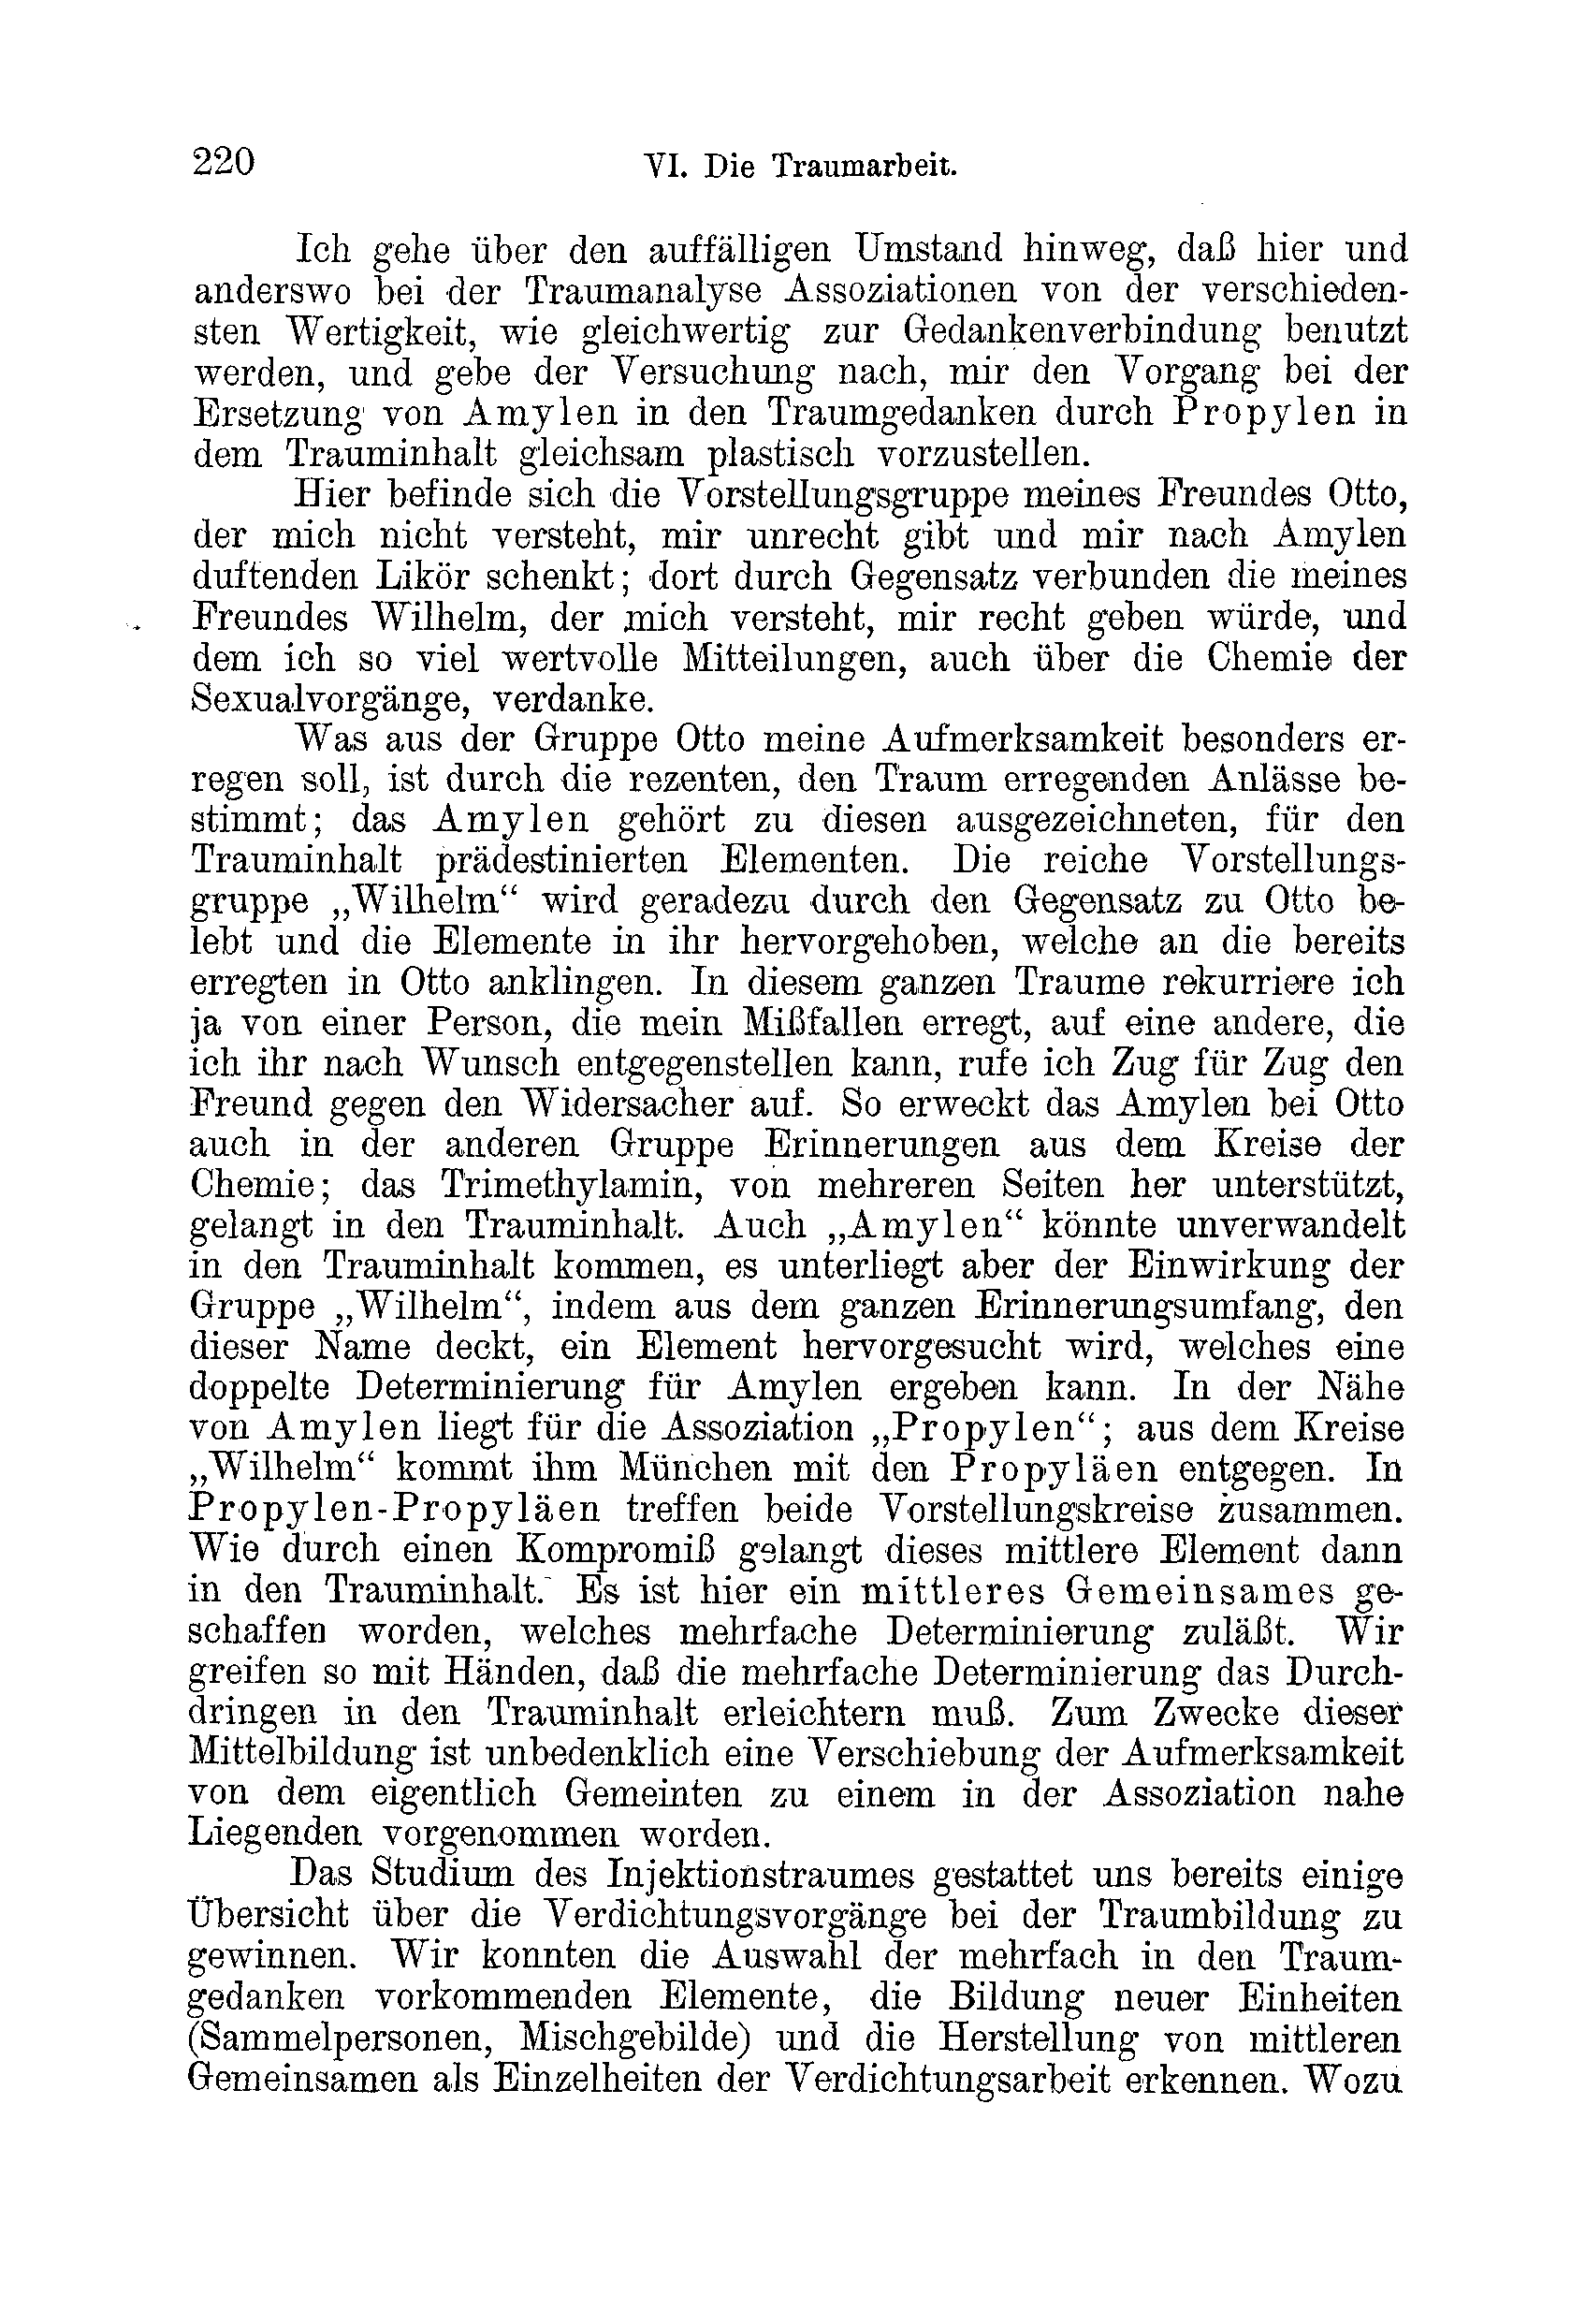 220 VI. Die Traumarbeit.
Ich gehe über den auffälligen Umstand hinweg, daß hier und
anderswo bei der Traumanalyse Assoziationen von der verschieden-
sten Wertigkeit, wie gleichwertig zur Gedankenverbindung benutzt
werden, und gebe der Versuchung nach, mir den Vorgang bei der
Ersetzung von Amylen in den Traumgedanken durch Propylen in
dem Trauminhalt gleichsam plastisch vorzustellen.
Hier befinde sich die Vorstellungsgruppe meines Freundes Otto,
der mich nicht versteht, mir unrecht gibt und mir nach Amylen
duftenden Likör schenkt; dort durch Gegensatz verbunden die meines
Freundes Wilhelm, der mich versteht, mir recht geben würde, und
dem ich so viel wertvolle Mitteilungen, auch über die Chemie der
Sexualvorgänge, verdanke.
Was aus der Gruppe Otto meine Aufmerksamkeit besonders er-
regen soll, ist durch die rezenten, den Traum erregenden Anlässe be-
stimmt; das Amylen gehört zu diesen ausgezeichneten, für den
Trauminhalt prädestinierten Elementen. Die reiche Vorstellungs-
gruppe „Wilhelm“ wird geradezu durch den Gegensatz zu Otto be-
lebt und die Elemente in ihr hervorgehoben, welche an die bereits
erregten in Otto anklingen. In diesem ganzen Traume rekurriere ich
ja von einer Person, die mein Mißfallen erregt, auf eine andere, die
ich ihr nach Wunsch entgegenstellen kann, rufe ich Zug für Zug den
Freund gegen den Widersacher auf. So erweckt das Amylen bei Otto
auch in der anderen Gruppe Erinnerungen aus dem Kreise der
Chemie; das Trimethylamin, von mehreren Seiten her unterstützt,
gelangt in den Trauminhalt. Auch „Amylen“ könnte unverwandelt
in den Trauminhalt kommen, es unterliegt aber der Einwirkung der
Gruppe „Wilhelm“, indem aus dem ganzen Erinnerungsumfang, den
dieser Name deckt, ein Element hervorgesucht wird, welches eine
doppelte Determinierung für Amylen ergeben kann. In der Nähe
von Amylen liegt für die Assoziation „Propylen“; aus dem Kreise
„Wilhelm“ kommt ihm München mit den Propyläen entgegen. In
Propylen-Propyläen treffen beide Vorstellungskreise zusammen.
Wie durch einen Kompromiß gelangt dieses mittlere Element dann
in den Trauminhalt. Es ist hier ein mittleres Gemeinsames ge-
schaffen worden, welches mehrfache Determinierung zuläßt. Wir
greifen so mit Händen, daß die mehrfache Determinierung das Durch-
dringen in den Trauminhalt erleichtern muß. Zum Zwecke dieser
Mittelbildung ist unbedenklich eine Verschiebung der Aufmerksamkeit
von dem eigentlich Gemeinten zu einem in der Assoziation nahe
Liegenden vorgenommen worden.
Das Studium des Injektionstraumes gestattet uns bereits einige
Übersicht über die Verdichtungsvorgänge bei der Traumbildung zu
gewinnen. Wir konnten die Auswahl der mehrfach in den Traum-
gedanken vorkommenden Elemente, die Bildung neuer Einheiten
(Sammelpersonen, Mischgebilde) und die Herstellung von mittleren
Gemeinsamen als Einzelheiten der Verdichtungsarbeit erkennen. Wozu